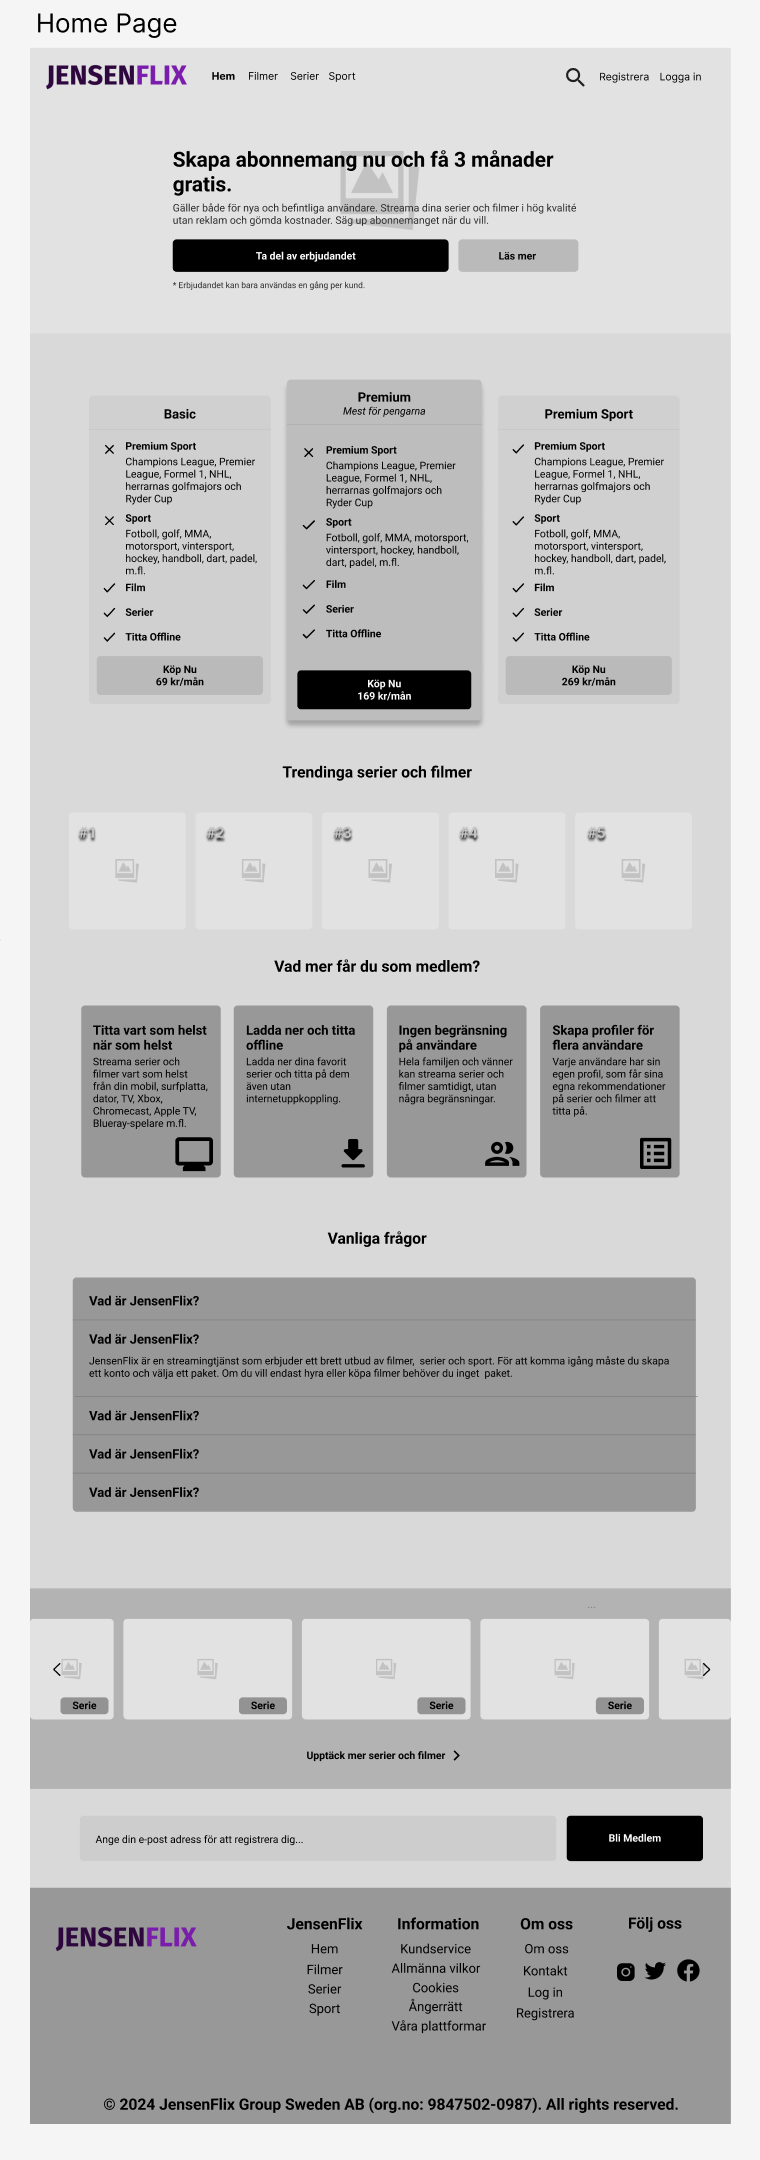 Home Page
JENSENFLIX
Hem Filmer Serier Sport
Registrera Logga in
Skapa abonnemang nu och få 3 månader
gratis.
Gäller både för nya och befintliga användare. Streama dina serier och filmer i hög kvalité
utan reklam och gömda kostnader. Säg upp abonnemanget när du vill.
Ta del av erbjudandet
Läs mer
* Erbjudandet kan bara användas en gång per kund.
Basic
Premium Sport
Champions League, Premier
League, Formel 1, NHL,
herrarnas golfmajors och
Ryder Cup
Sport
Fotboll, golf, MMA,
motorsport, vintersport,
hockey, handboll, dart, padel,
m.fl.
Film
Serier
Titta Offline
Köp Nu
69 kr/mån
Premium
Mest för pengarna
Premium Sport
Champions League, Premier
League, Formel 1, NHL,
herrarnas golfmajors och
Ryder Cup
Sport
Fotboll, golf, MMA, motorsport,
vintersport, hockey, handboll,
dart, padel, m.fl.
Film
Serier
Titta Offline
Köp Nu
169 kr/mån
Premium Sport
Premium Sport
Champions League, Premier
League, Formel 1, NHL,
herrarnas golfmajors och
Ryder Cup
Sport
Fotboll, golf, MMA,
motorsport, vintersport,
hockey, handboll, dart, padel,
m.fl.
Film
Serier
Titta Offline
Köp Nu
269 kr/mån
Trendinga serier och filmer
#1 #2 #3 #4 #5
Vad mer får du som medlem?
Titta vart som helst
när som helst
Streama serier och
filmer vart som helst
från din mobil, surfplatta,
dator, TV, Xbox,
Chromecast, Apple TV,
Blueray-spelare m.fl.
Ladda ner och titta
offline
Ladda ner dina favorit
serier och titta på dem
även utan
internetuppkoppling.
Ingen begränsning
på användare
Hela familjen och vänner
kan streama serier och
filmer samtidigt, utan
några begränsningar.
Skapa profiler för
flera användare
Varje användare har sin
egen profil, som får sina
egna rekommendationer
på serier och filmer att
titta på.
Vanliga frågor
Vad är JensenFlix?
Vad är JensenFlix?
JensenFlix är en streamingtjänst som erbjuder ett brett utbud av filmer, serier och sport. För att komma igång måste du skapa
ett konto och välja ett paket. Om du vill endast hyra eller köpa filmer behöver du inget paket.
Vad är JensenFlix?
Vad är JensenFlix?
Vad är JensenFlix?
...
Serie Serie Serie Serie
Upptäck mer serier och filmer
Ange din e-post adress för att registrera dig...
Bli Medlem
JENSENFLIX
JensenFlix
Hem
Filmer
Serier
Sport
Information
Kundservice
Allmänna vilkor
Cookies
Ångerrätt
Våra plattformar
Om oss
Om oss
Kontakt
Log in
Registrera
Följ oss
© 2024 JensenFlix Group Sweden AB (org.no: 9847502-0987). All rights reserved.